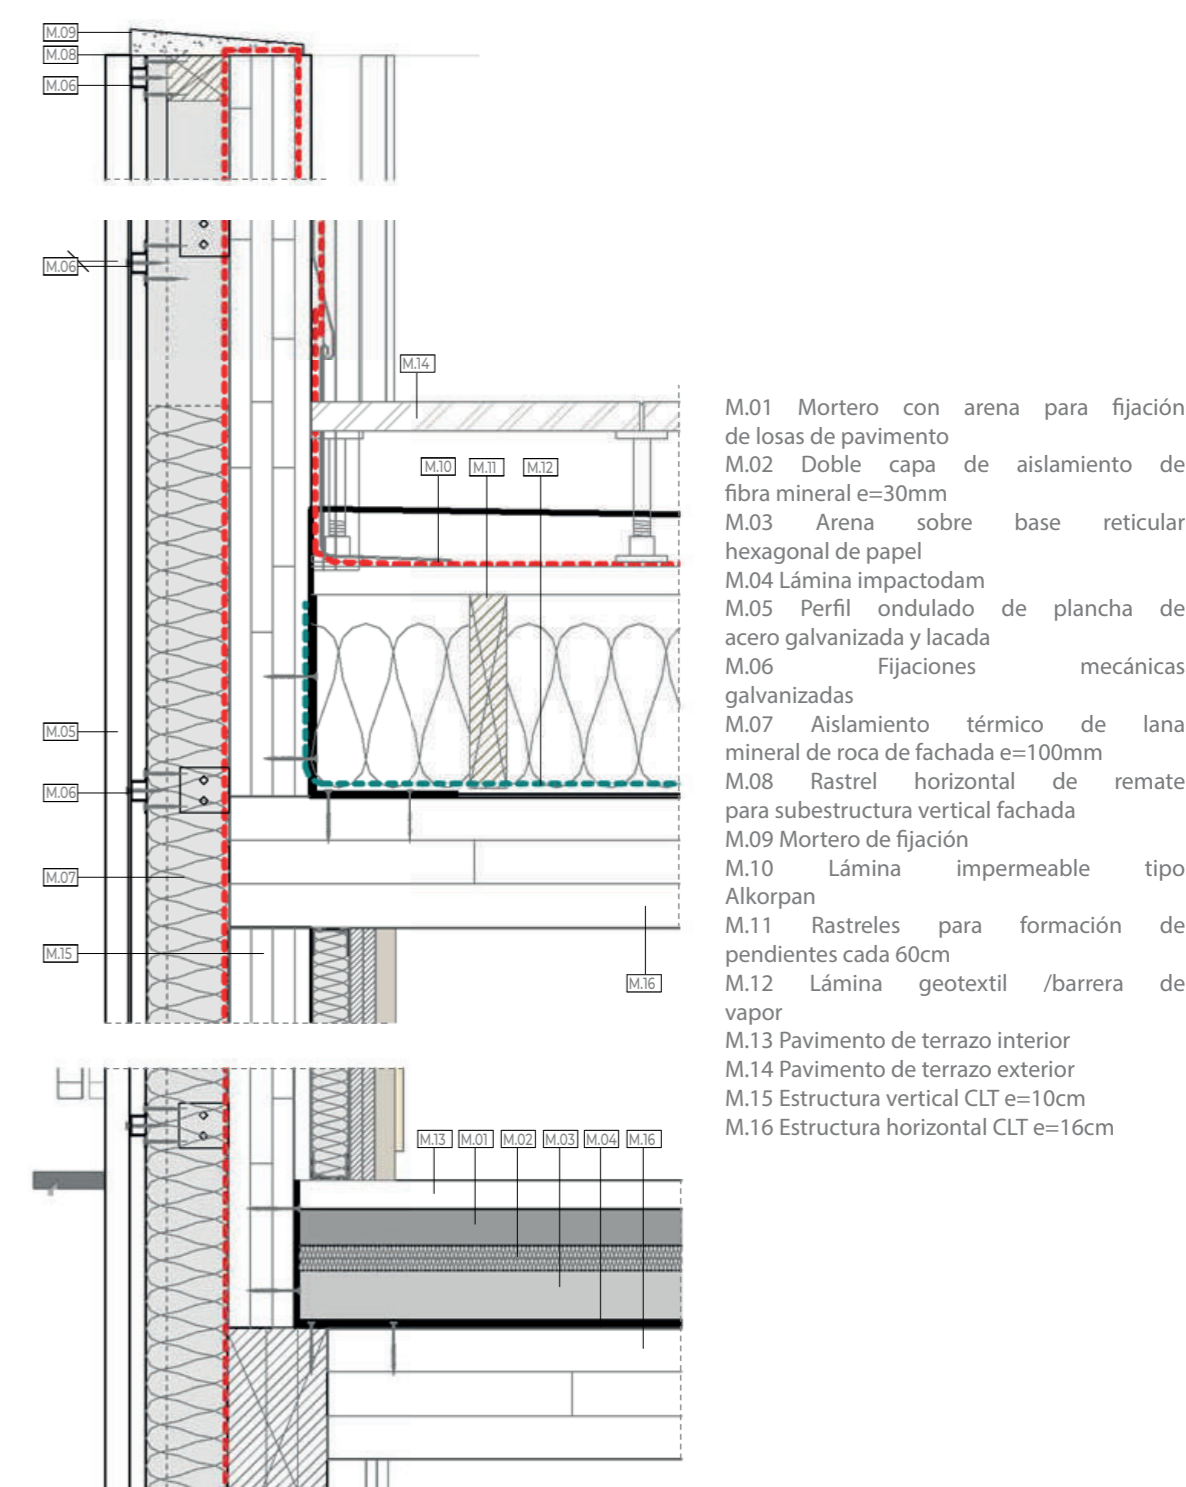 M.09
M.08
M.06
M.06
M.14
M.10 M.11 M.12
M.05
M.06
M.07
M.15
M.16
M.13 M.01 M.02 M.03 M.04 M.16
M.01 Mortero con arena para fijación
de losas de pavimento
M.02 Doble capa de aislamiento de
fibra mineral e=30mm
M.03 Arena sobre base reticular
hexagonal de papel
M.04 Lámina impactodam
M.05 Perfil ondulado de plancha de
acero galvanizada y lacada
M.06 Fijaciones mecánicas
galvanizadas
M.07 Aislamiento térmico de lana
mineral de roca de fachada e=100mm
M.08 Rastrel horizontal de remate
para subestructura vertical fachada
M.09 Mortero de fijación
M.10 Lámina impermeable tipo
Alkorpan
M.11 Rastreles para formación de
pendientes cada 60cm
M.12 Lámina geotextil /barrera de
vapor
M.13 Pavimento de terrazo interior
M.14 Pavimento de terrazo exterior
M.15 Estructura vertical CLT e=10cm
M.16 Estructura horizontal CLT e=16cm